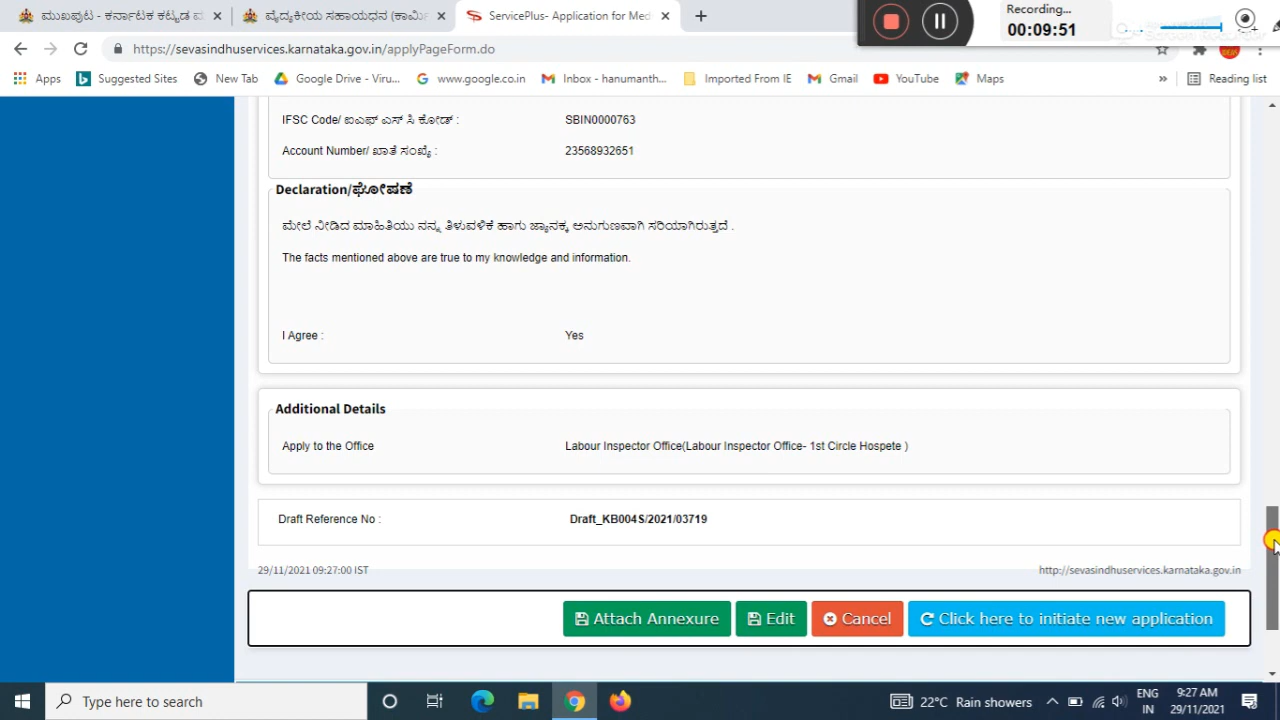 ಮುಖಪುಟ - ಕರ್ನಾಟಕ ಕಟ್ಟಡ ಮ
ವೈದ್ಯಕೀಯ ಸಹಾಯಧನ (ಕಾರ್ಮಿ
ServicePlus- Application for Med
Recording...
00:09:51
https://sevasindhuservices.karnataka.gov.in/applyPageForm.do
Apps
Suggested Sites
New Tab
Google Drive - Viru...
www.google.co.in
Inbox - hanumanth...
Imported From IE
Gmail
YouTube
Maps
»
Reading list
IFSC Code/ ಐಎಫ್ ಎಸ್ ಸಿ ಕೋಡ್ : SBIN0000763
Account Number/ ಖಾತೆ ಸಂಖ್ಯೆ : 23568932651
Declaration/ಘೋಷಣೆ
ಮೇಲೆ ನೀಡಿದ ಮಾಹಿತಿಯು ನನ್ನ ತಿಳುವಳಿಕೆ ಹಾಗು ಜ್ಞಾನಕ್ಕ ಅನುಗುಣವಾಗಿ ಸರಿಯಾಗಿರುತ್ತದೆ .
The facts mentioned above are true to my knowledge and information.
I Agree : Yes
Additional Details
Apply to the Office Labour Inspector Office(Labour Inspector Office- 1st Circle Hospete )
Draft Reference No : Draft_KB004S/2021/03719
29/11/2021 09:27:00 IST http://sevasindhuservices.karnataka.gov.in
Attach Annexure Edit Cancel Click here to initiate new application
Type here to search
22°C Rain showers
ENG
IN
9:27 AM
29/11/2021